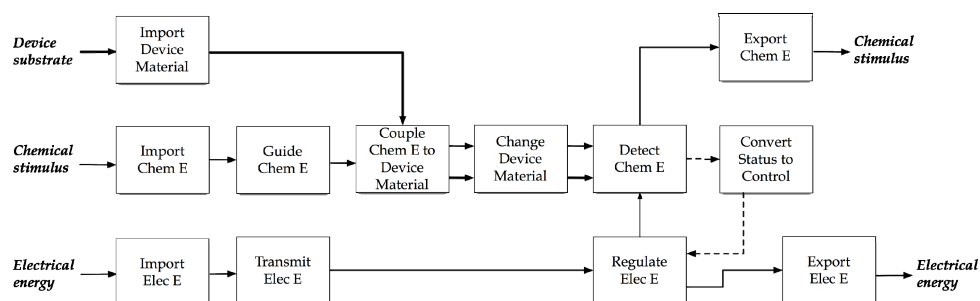 Device
substrate
Import
Device
Material
Export
Chem E
Chemical
stimulus
Chemical
stimulus
Import
Chem E
Guide
Chem E
Couple
Chem E to
Device
Material
Change
Device
Material
Detect
Chem E
Convert
Status to
Control
Electrical
energy
Import
Elec E
Transmit
Elec E
Regulate
Elec E
Export
Elec E
Electrical
energy